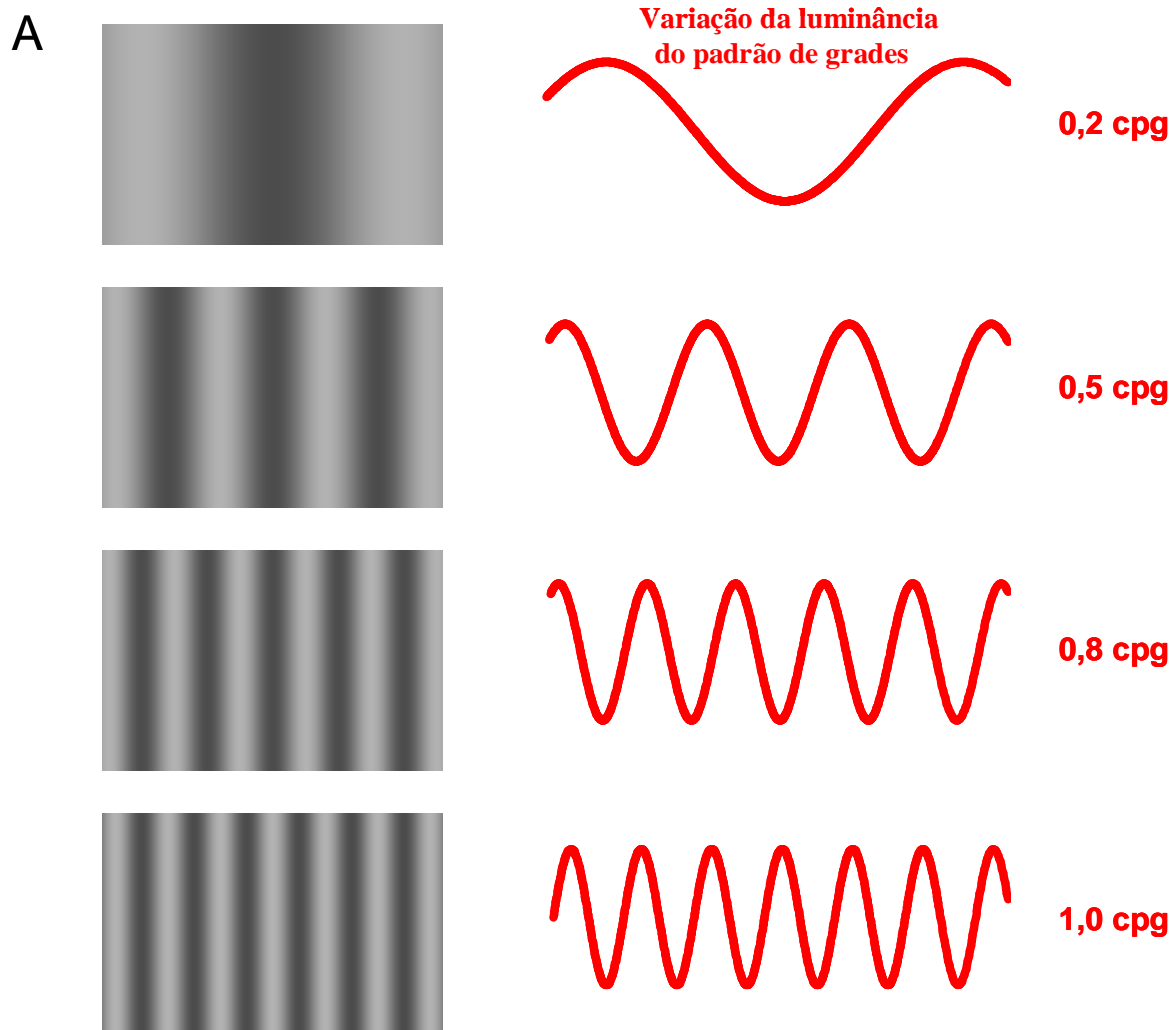 A
Variação da luminância
do padrão de grades
0,2 cpg
0,5 cpg
0,8 cpg
1,0 cpg